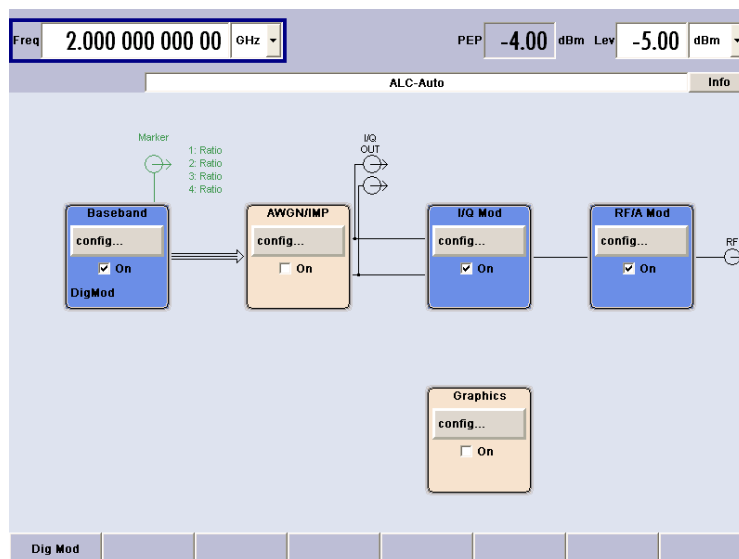 Freq 2.000 000 000 00 GHz PEP -4.00 dBm Lev -5.00 dBm
ALC-Auto Info
Marker
1: Ratio
2: Ratio
3: Ratio
4: Ratio
I/Q
OUT
Baseband
config...
On
DigMod
AWGN/IMP
config...
On
I/Q Mod
config...
On
RF/A Mod
config...
On
RF
Graphics
config...
On
Dig Mod